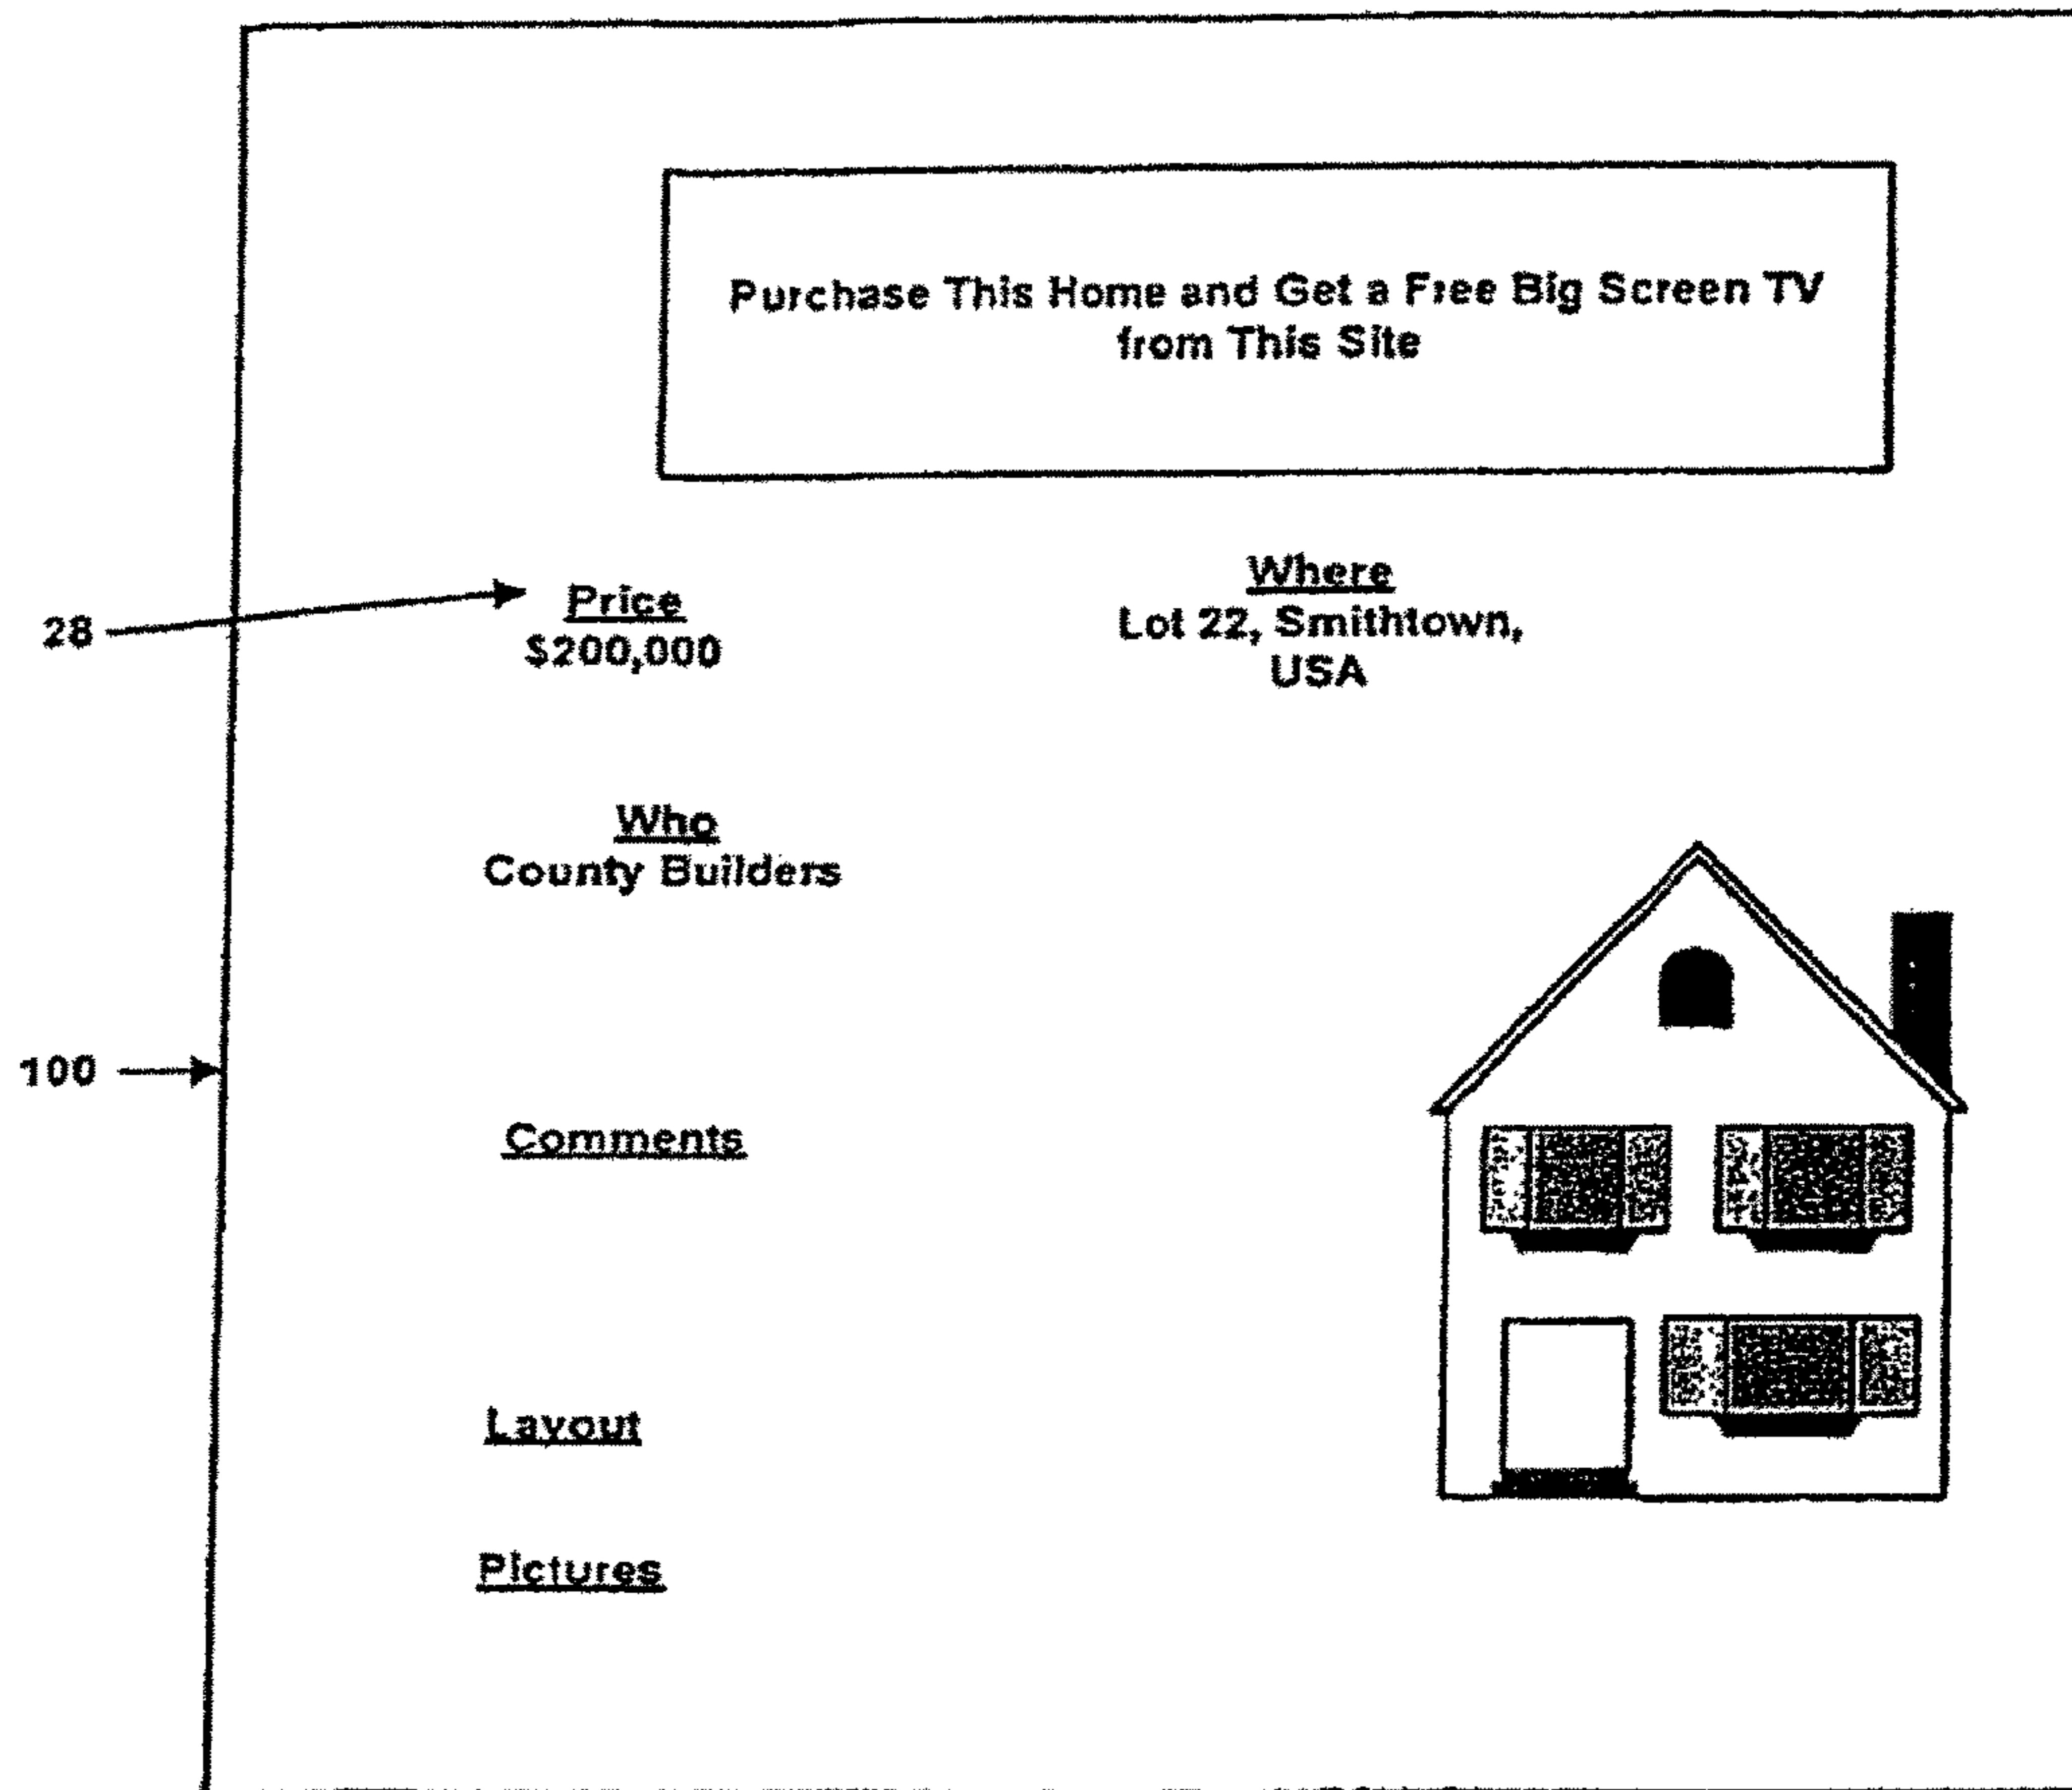 Purchase This Home and Get a Free Big Screen TV
from This Site
Where
28
Price
Lot 22, Smithtown,
$200,000
USA
Who
County Builders
100
Comments
Layout
Pictures